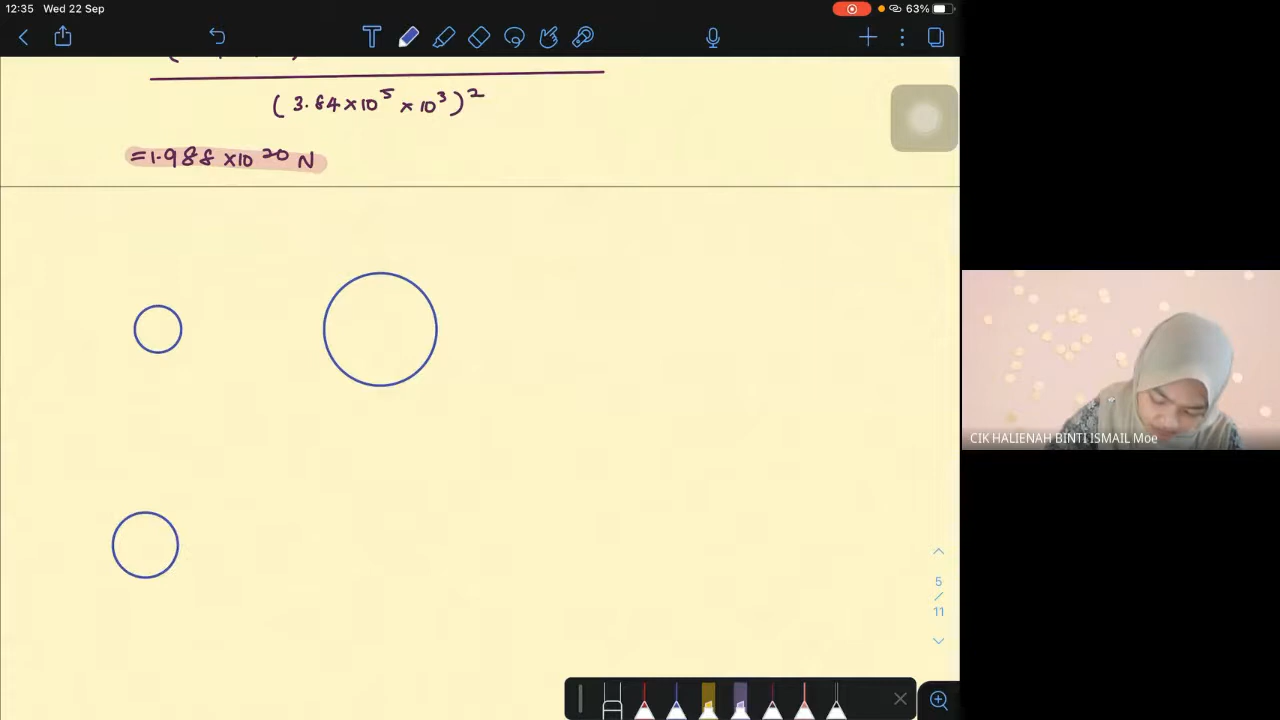 12:35 Wed 22 Sep
63%
(3.84×10⁵ × 10³)²
=1.988 ×10²⁰ N
CIK HALIENAH BINTI ISMAIL Moe
5
/
11